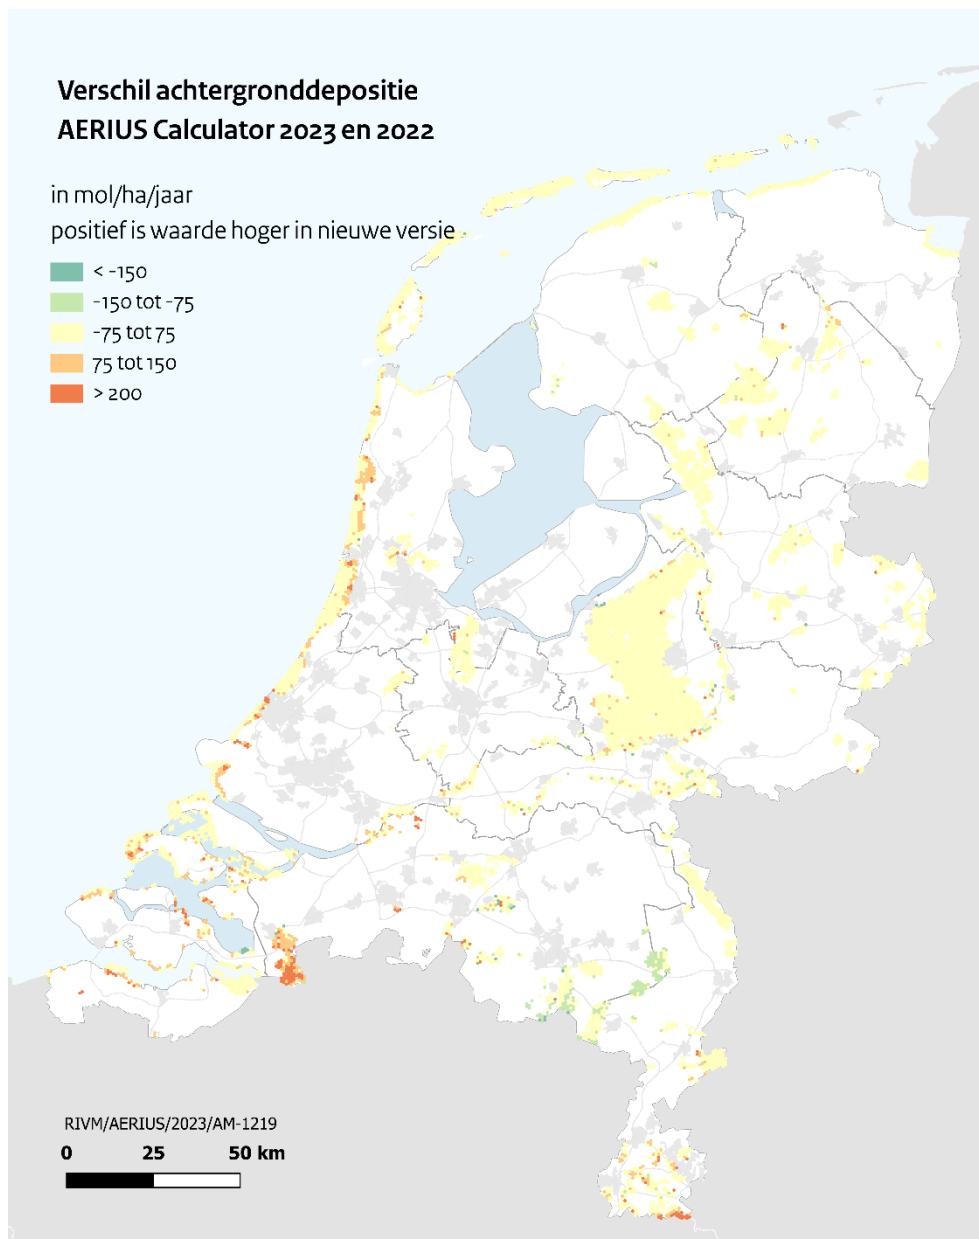 Verschil achtergronddepositie
AERIUS Calculator 2023 en 2022
in mol/ha/jaar
positief is waarde hoger in nieuwe versie
< -150
-150 tot -75
-75 tot 75
75 tot 150
> 200
RIVM/AERIUS/2023/AM-1219
0 25 50 km